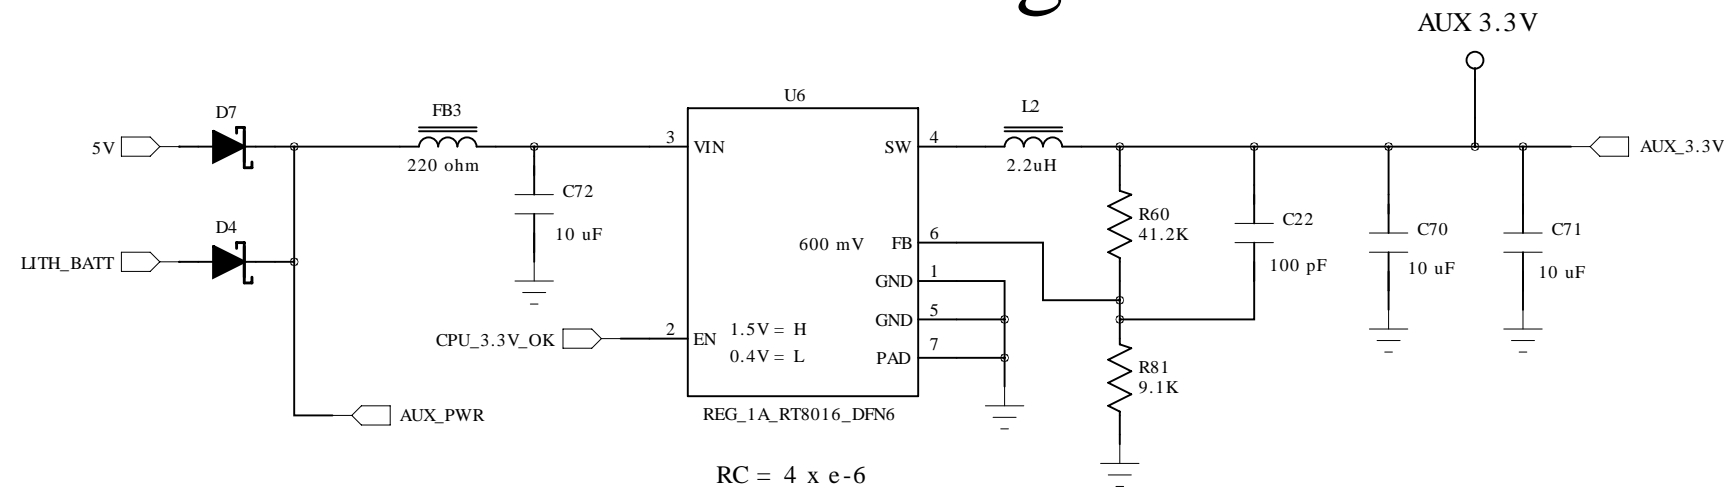 AUX 3.3V
U6
D7
FB3
L2
5V
3
VIN
SW
4
AUX_3.3V
220 ohm
2.2uH
C72
10 uF
D4
LITH_BATT
600 mV
FB
6
R60
41.2K
C22
100 pF
C70
10 uF
C71
10 uF
GND
1
GND
5
CPU_3.3V_OK
2
EN
1.5V = H
0.4V = L
PAD
7
R81
9.1K
AUX_PWR
REG_1A_RT8016_DFN6
RC = 4 x e-6